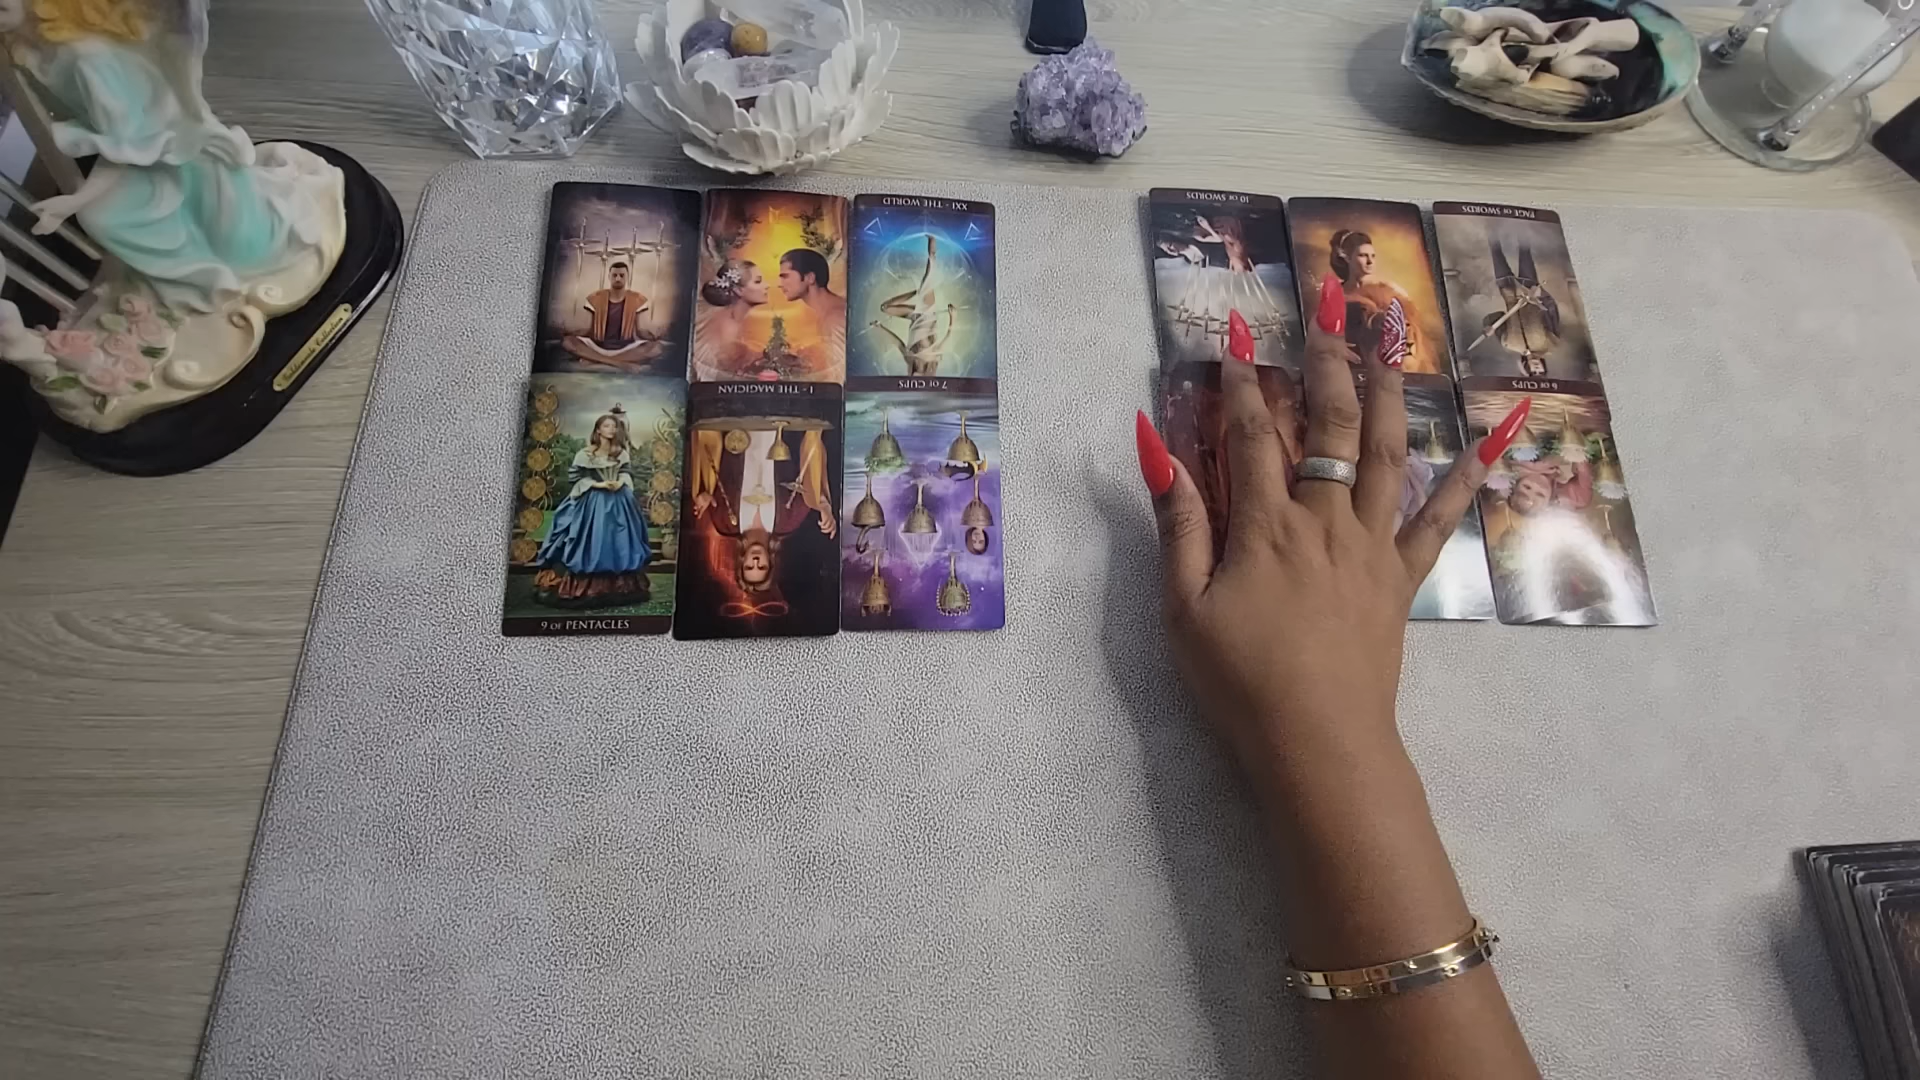 XXI - THE WORLD
10 OF SWORDS
PAGE OF SWORDS
I - THE MAGICIAN
7 OF CUPS
6 OF CUPS
9 OF PENTACLES